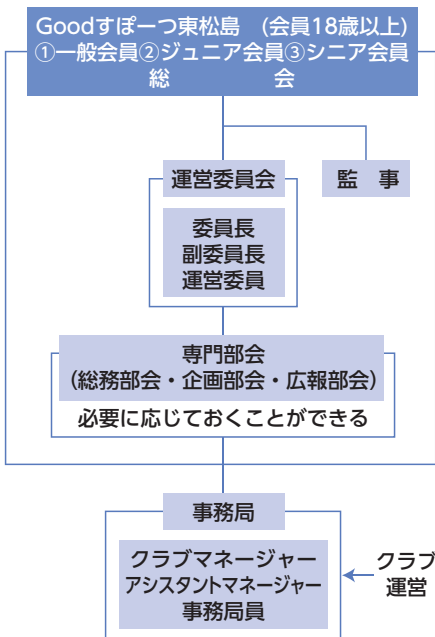 Goodすぽーつ東松島　(会員18歳以上)
①一般会員②ジュニア会員③シニア会員
総　　　　　会
運営委員会
監　事
委員長
副委員長
運営委員
専門部会
(総務部会・企画部会・広報部会)
必要に応じておくことができる
事務局
クラブマネージャー
アシスタントマネージャー
事務局員
クラブ
運営